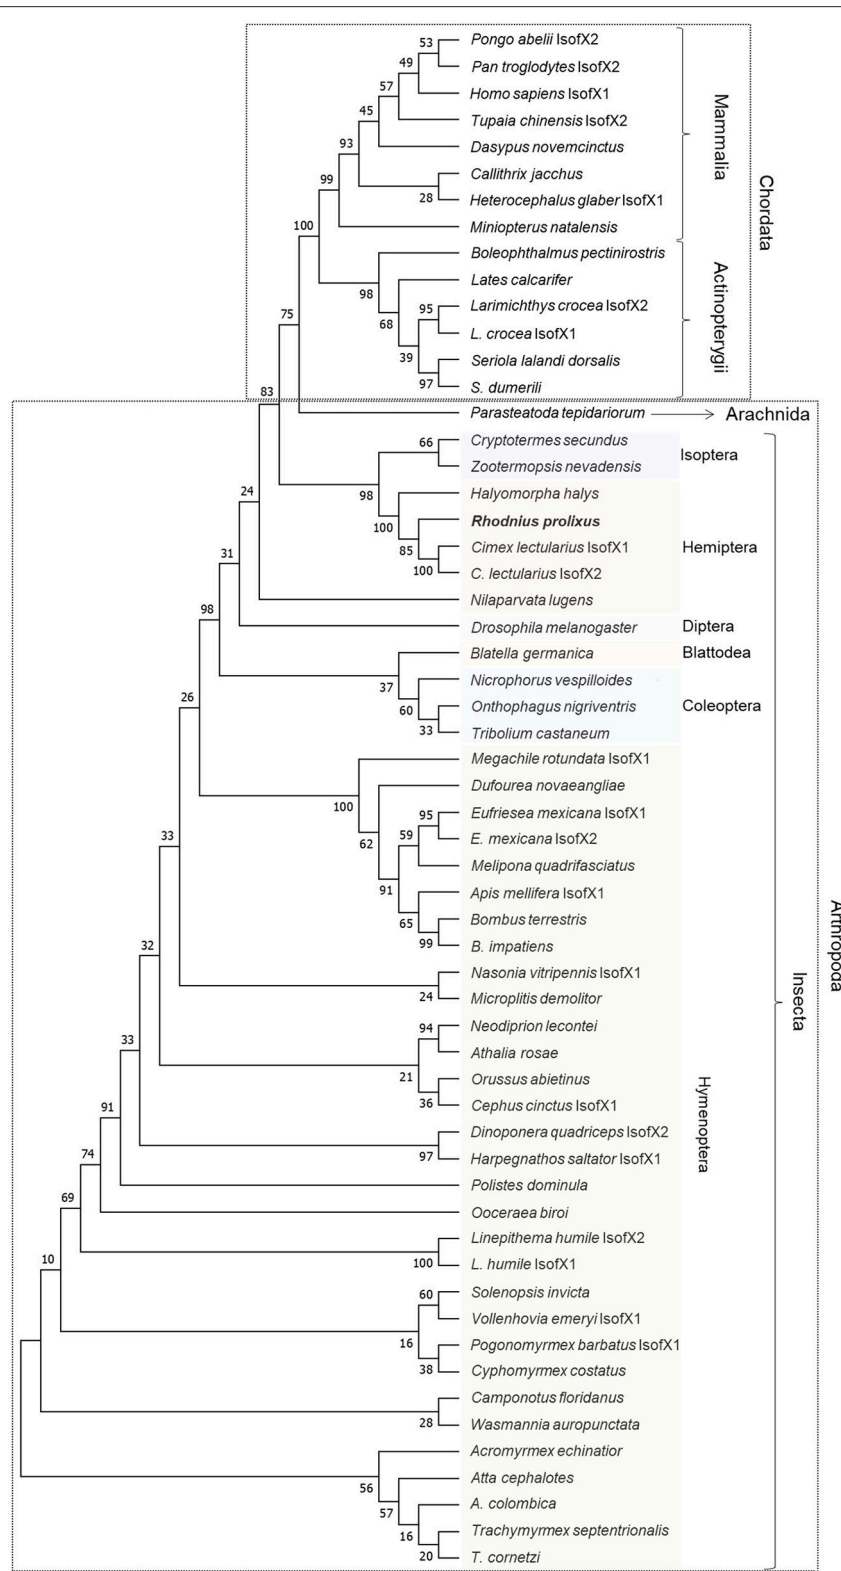 53
Pongo abelii IsofX2
49
Pan troglodytes IsofX2
57
Homo sapiens IsofX1
45
Tupaia chinensis IsofX2
93
Dasypus novemcinctus
99
Callithrix jacchus
28
Heterocephalus glaber IsofX1
100
Miniopterus natalensis
Mammalia
Chordata
Boleophthalmus pectinirostris
98
Lates calcarifer
68
95
Larimichthys crocea IsofX2
75
L. crocea IsofX1
39
Seriola lalandi dorsalis
97
S. dumerili
Actinopterygii
83
Parasteatoda tepidariorum
Arachnida
66
Cryptotermes secundus
Isoptera
Zootermopsis nevadensis
98
24
Halyomorpha halys
100
Rhodnius prolixus
85
Cimex lectularius IsofX1
Hemiptera
31
100
C. lectularius IsofX2
Nilaparvata lugens
98
Drosophila melanogaster
Diptera
Blatella germanica
Blattodea
37
Nicrophorus vespilloides
60
26
Onthophagus nigriventris
Coleoptera
33
Tribolium castaneum
Megachile rotundata IsofX1
100
Dufourea novaeangliae
62
95
Eufriesea mexicana IsofX1
59
33
E. mexicana IsofX2
Melipona quadrifasciatus
91
Apis mellifera IsofX1
65
Bombus terrestris
99
32
B. impatiens
Arthropoda
Nasonia vitripennis IsofX1
24
Microplitis demolitor
Insecta
94
Neodiprion lecontei
33
Athalia rosae
21
Orussus abietinus
36
91
Cephus cinctus IsofX1
Dinoponera quadriceps IsofX2
74
97
Harpegnathos saltator IsofX1
Hymenoptera
Polistes dominula
69
Ooceraea biroi
Linepithema humile IsofX2
10
100
L. humile IsofX1
60
Solenopsis invicta
Vollenhovia emeryi IsofX1
16
Pogonomyrmex barbatus IsofX1
38
Cyphomyrmex costatus
Camponotus floridanus
28
Wasmannia auropunctata
Acromyrmex echinatior
56
Atta cephalotes
57
A. colombica
16
Trachymyrmex septentrionalis
20
T. cornetzi